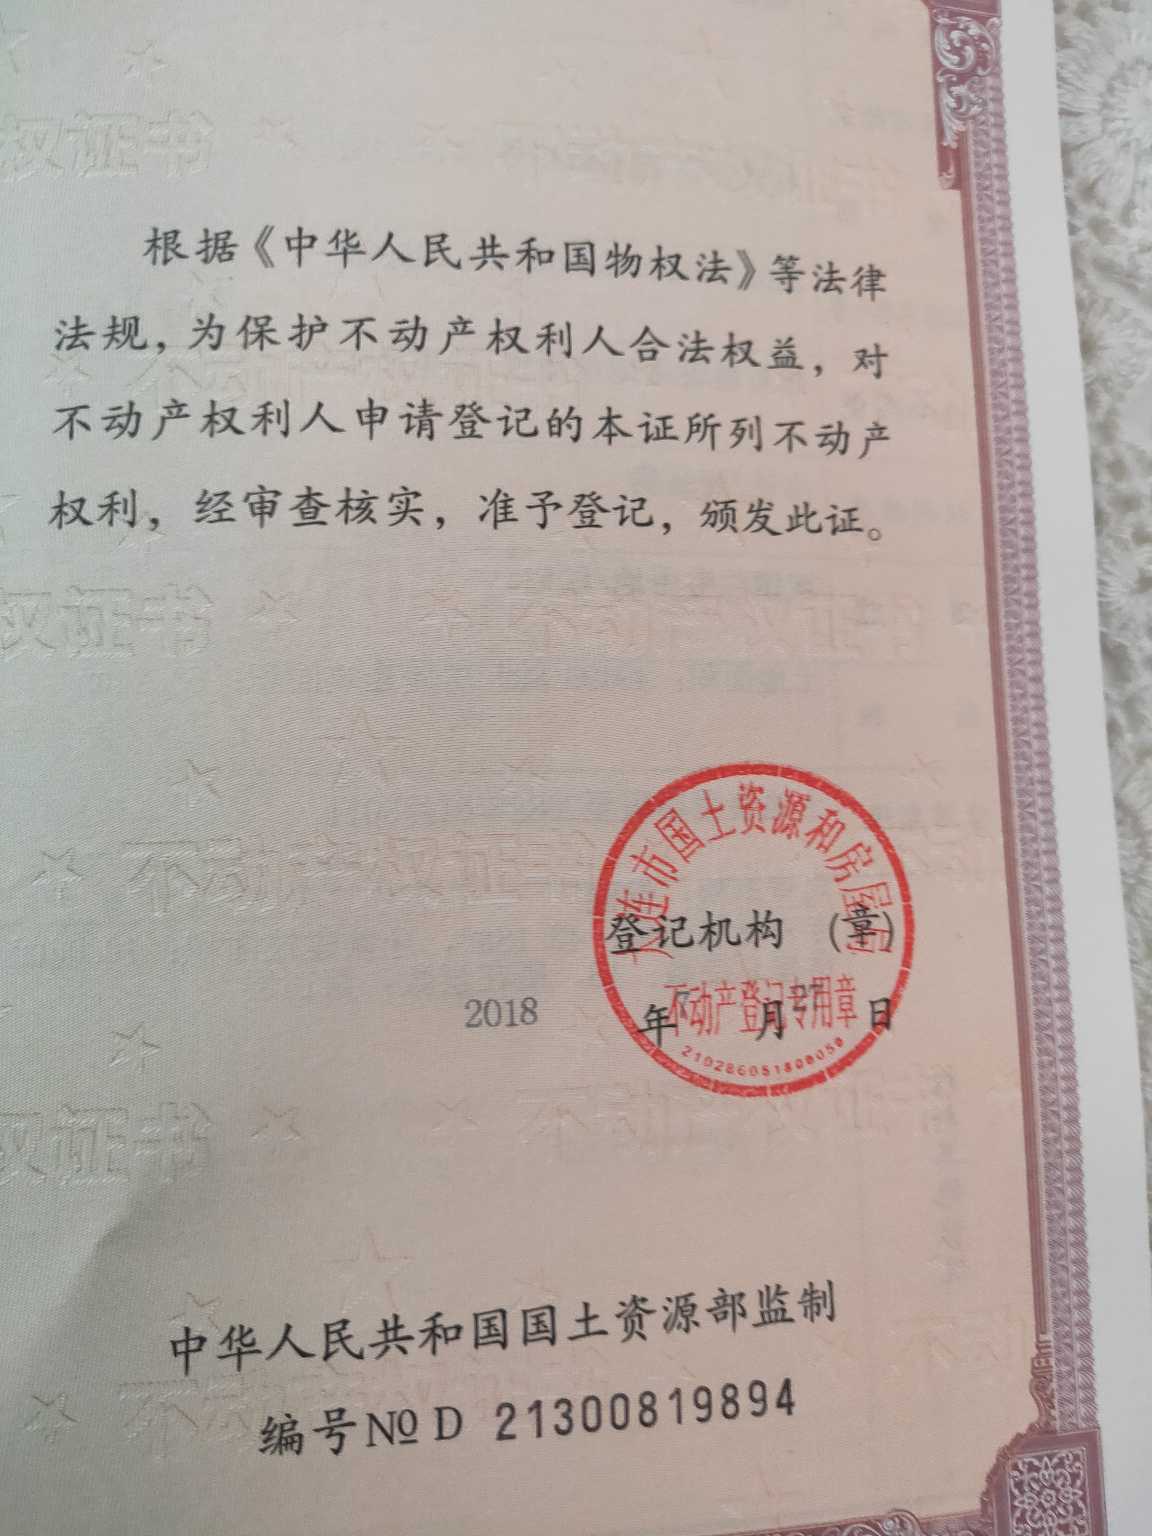 根据《中华人民共和国物权法》等法律
法规，为保护不动产权利人合法权益，对
不动产权利人申请登记的本证所列不动产
权利，经审查核实，准予登记，颁发此证。
大连市国土资源和房屋局
登记机构 （章）
2018 年 月 27 日
不动产登记专用章
210286051800050
中华人民共和国国土资源部监制
编号 № D 21300819894